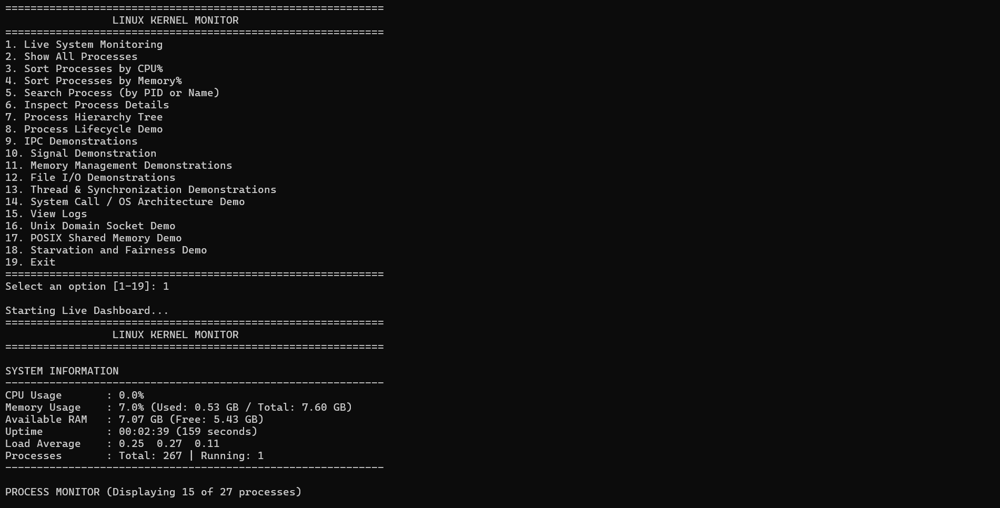 ============================================================
                 LINUX KERNEL MONITOR
============================================================
1. Live System Monitoring
2. Show All Processes
3. Sort Processes by CPU%
4. Sort Processes by Memory%
5. Search Process (by PID or Name)
6. Inspect Process Details
7. Process Hierarchy Tree
8. Process Lifecycle Demo
9. IPC Demonstrations
10. Signal Demonstration
11. Memory Management Demonstrations
12. File I/O Demonstrations
13. Thread & Synchronization Demonstrations
14. System Call / OS Architecture Demo
15. View Logs
16. Unix Domain Socket Demo
17. POSIX Shared Memory Demo
18. Starvation and Fairness Demo
19. Exit
============================================================
Select an option [1-19]: 1

Starting Live Dashboard...
============================================================
                 LINUX KERNEL MONITOR
============================================================

SYSTEM INFORMATION
------------------------------------------------------------
CPU Usage       : 0.0%
Memory Usage    : 7.0% (Used: 0.53 GB / Total: 7.60 GB)
Available RAM   : 7.07 GB (Free: 5.43 GB)
Uptime          : 00:02:39 (159 seconds)
Load Average    : 0.25  0.27  0.11
Processes       : Total: 267 | Running: 1
------------------------------------------------------------

PROCESS MONITOR (Displaying 15 of 27 processes)